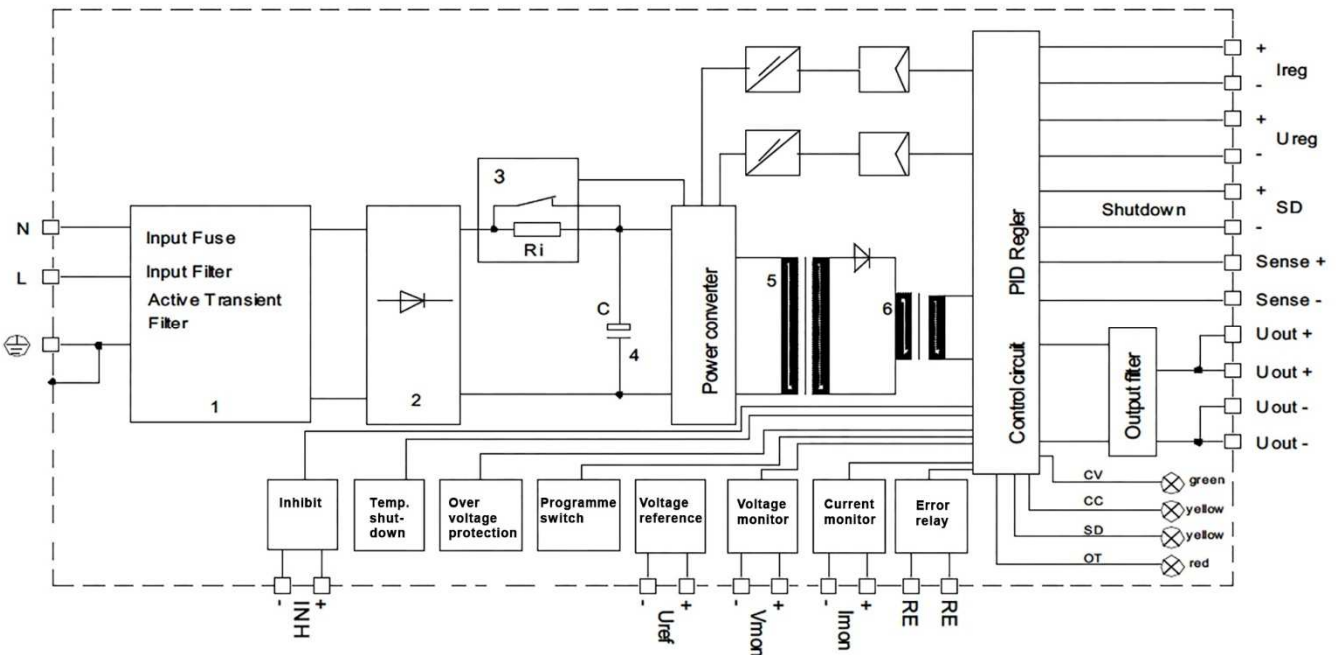 +
Ireg
-
+
Ureg
-
+
Shutdown
SD
-
Sense +
Sense -
Uout +
Uout +
Uout -
Uout -
N
L
Input Fuse
Input Filter
Active Transient
Filter
1
2
3
Ri
C
4
Power converter
5
6
PID Regler
Control circuit
Output filter
CV
green
CC
yellow
SD
yellow
OT
red
Inhibit
Temp.
shut-
down
Over
voltage
protection
Programme
switch
Voltage
reference
Voltage
monitor
Current
monitor
Error
relay
- +
INH
- +
Uref
- +
Vmon
- +
Imon
RE
RE